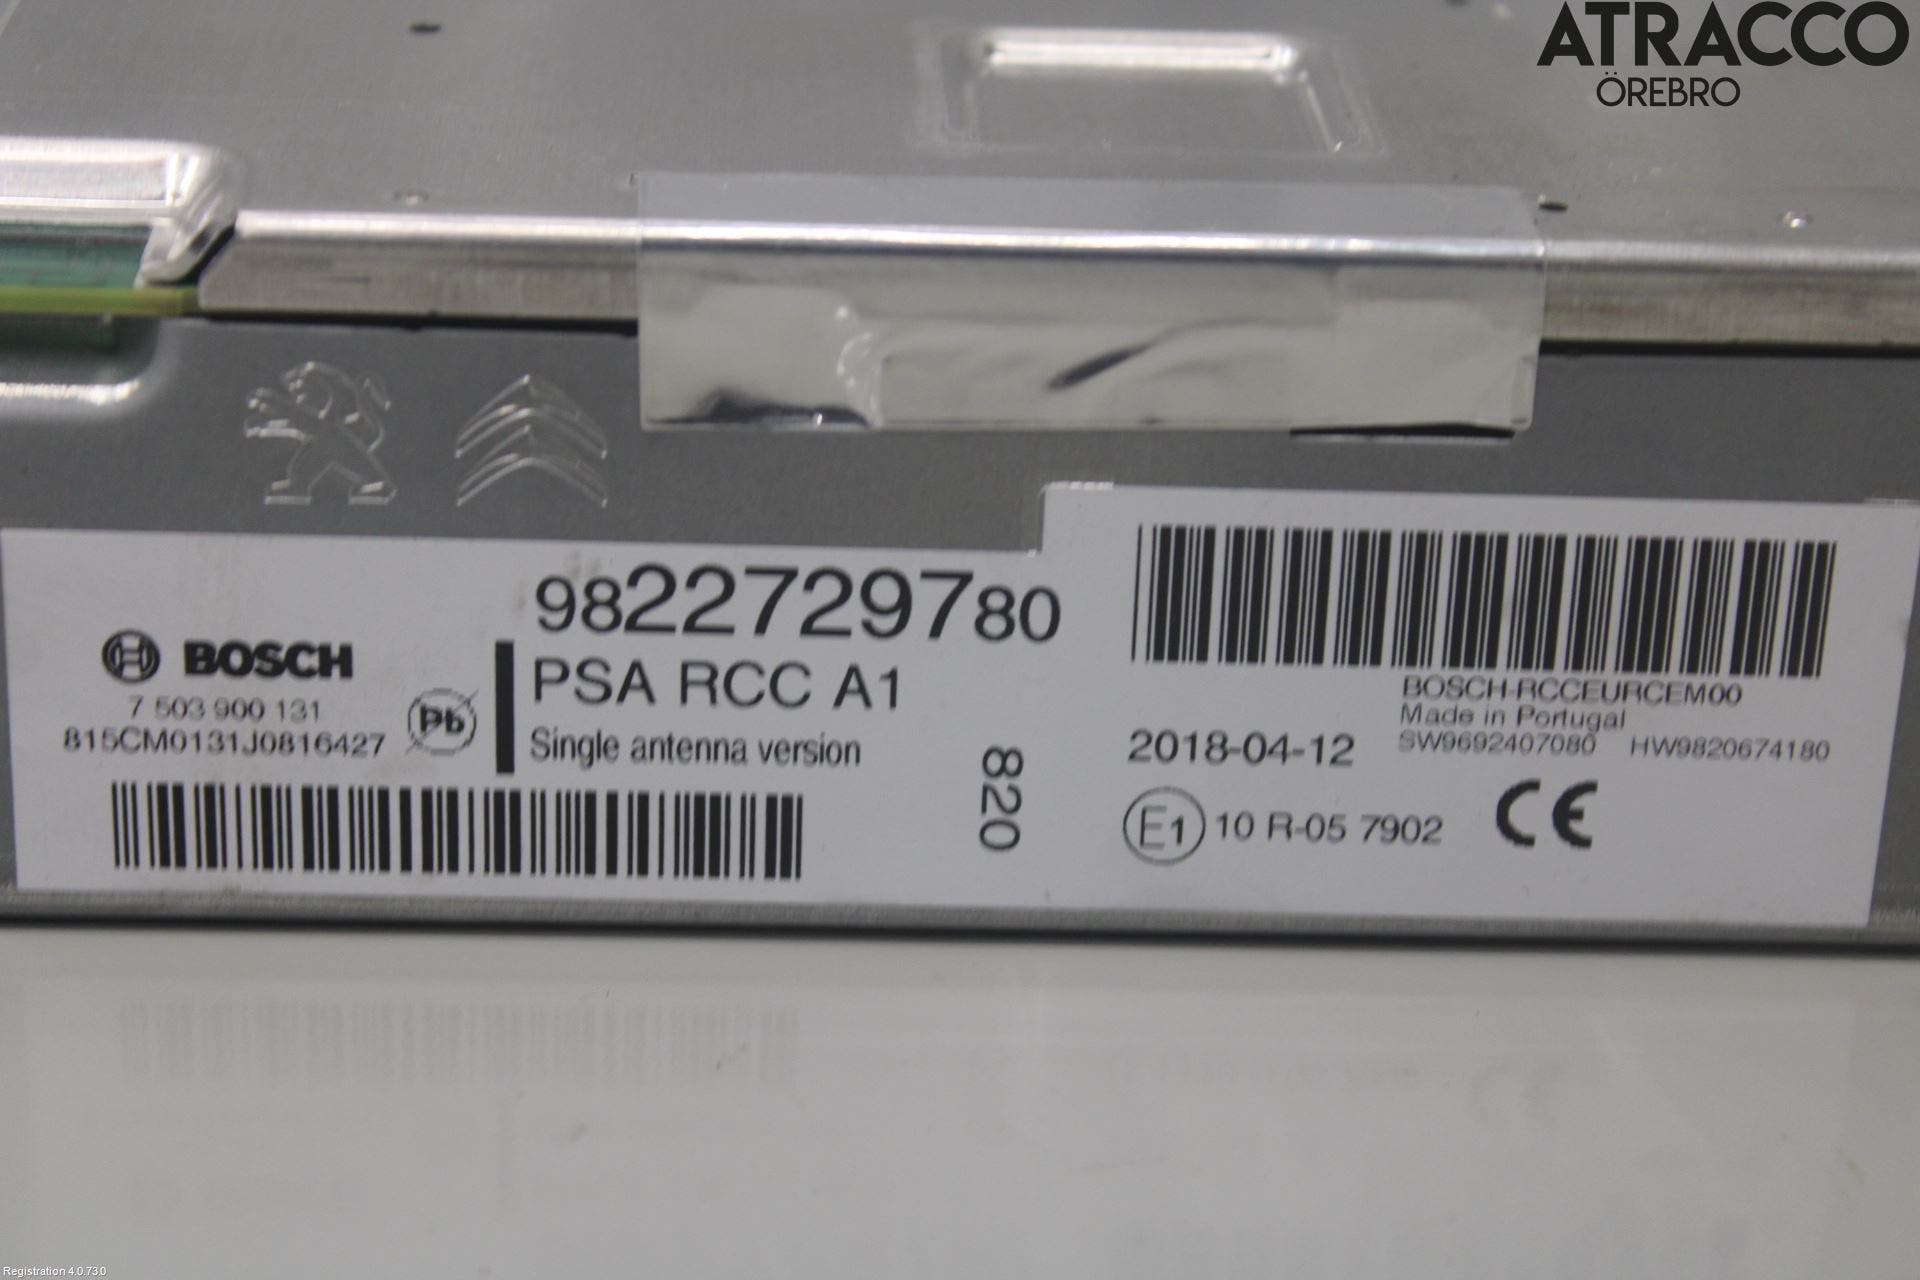 ATRACCO
ÖREBRO
9822729780
BOSCH
PSA RCC A1
7 503 900 131
815CM0131J0816427
Pb
Single antenna version
820
BOSCH-RCCEURCEM00
Made in Portugal
2018-04-12
SW9692407080 HW9820674180
E1 10 R-05 7902 CE
Registration 4.0.73.0